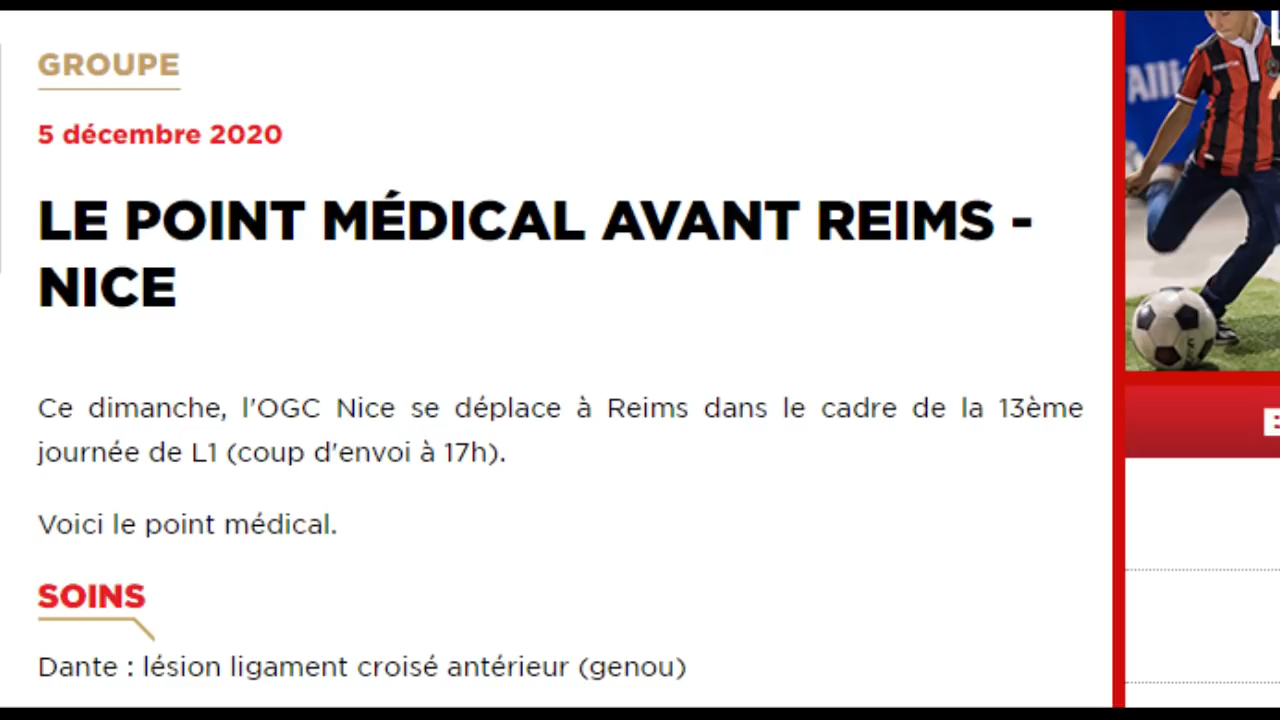 GROUPE
5 décembre 2020
LE POINT MÉDICAL AVANT REIMS -
NICE
Ce dimanche, l'OGC Nice se déplace à Reims dans le cadre de la 13ème
journée de L1 (coup d'envoi à 17h).
Voici le point médical.
SOINS
Dante : lésion ligament croisé antérieur (genou)